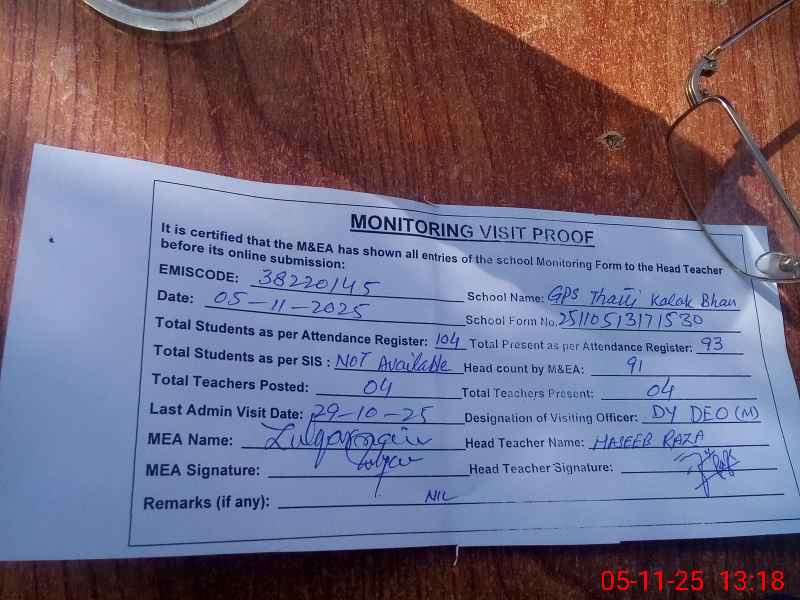 MONITORING VISIT PROOF
It is certified that the M&EA has shown all entries of the school Monitoring Form to the Head Teacher
before its online submission:
EMISCODE: 38220145 School Name: GPS Thatti Kalak Bhan
Date: 05-11-2025 School Form No. 25110513171530
Total Students as per Attendance Register: 104 Total Present as per Attendance Register: 93
Total Students as per SIS : NOT Available Head count by M&EA: 91
Total Teachers Posted: 04 Total Teachers Present: 04
Last Admin Visit Date: 29-10-25 Designation of Visiting Officer: DY DEO (M)
MEA Name: Head Teacher Name: HASEEB RAZA
MEA Signature: Head Teacher Signature:
Remarks (if any): NIL
05-11-25 13:18